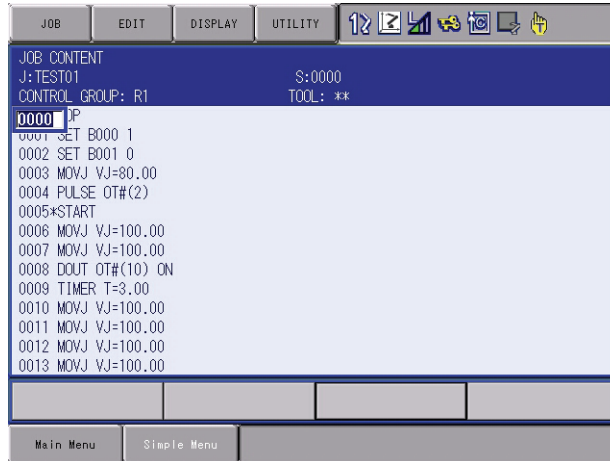 JOB EDIT DISPLAY UTILITY
JOB CONTENT
J:TEST01 S:0000
CONTROL GROUP: R1 TOOL: **
0000 OP
0001 SET B000 1
0002 SET B001 0
0003 MOVJ VJ=80.00
0004 PULSE OT#(2)
0005*START
0006 MOVJ VJ=100.00
0007 MOVJ VJ=100.00
0008 DOUT OT#(10) ON
0009 TIMER T=3.00
0010 MOVJ VJ=100.00
0011 MOVJ VJ=100.00
0012 MOVJ VJ=100.00
0013 MOVJ VJ=100.00
Main Menu Simple Menu